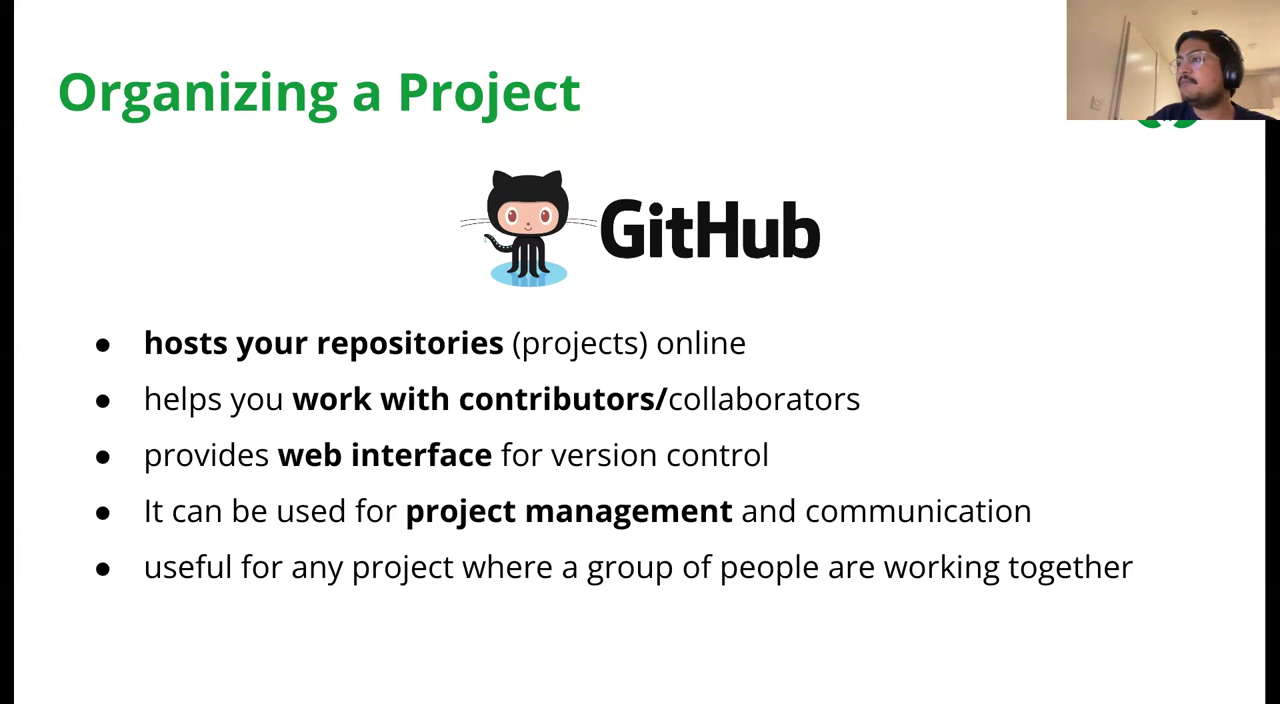 Organizing a Project
GitHub
● hosts your repositories (projects) online
● helps you work with contributors/collaborators
● provides web interface for version control
● It can be used for project management and communication
● useful for any project where a group of people are working together